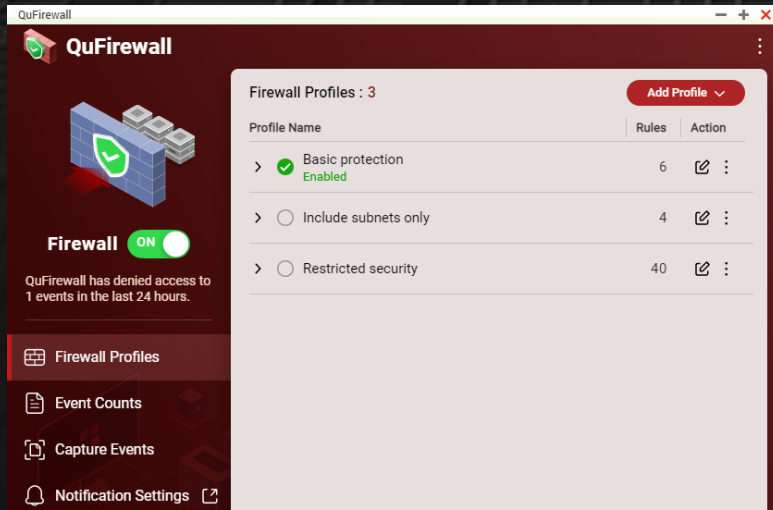 QuFirewall
QuFirewall
Firewall ON
QuFirewall has denied access to
1 events in the last 24 hours.
Firewall Profiles
Event Counts
Capture Events
Notification Settings
Firewall Profiles : 3
Add Profile
Profile Name Rules Action
Basic protection 6
Enabled
Include subnets only 4
Restricted security 40